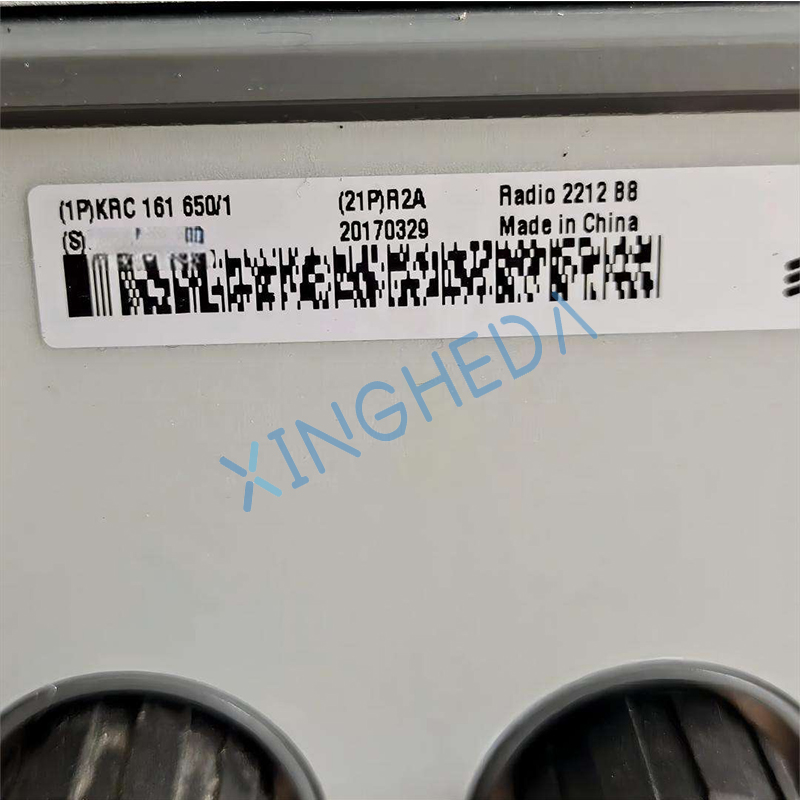 (1P)KRC 161 650/1 (21P)R2A Radio 2212 B8
(S) 20170329 Made in China
XINGHEDA